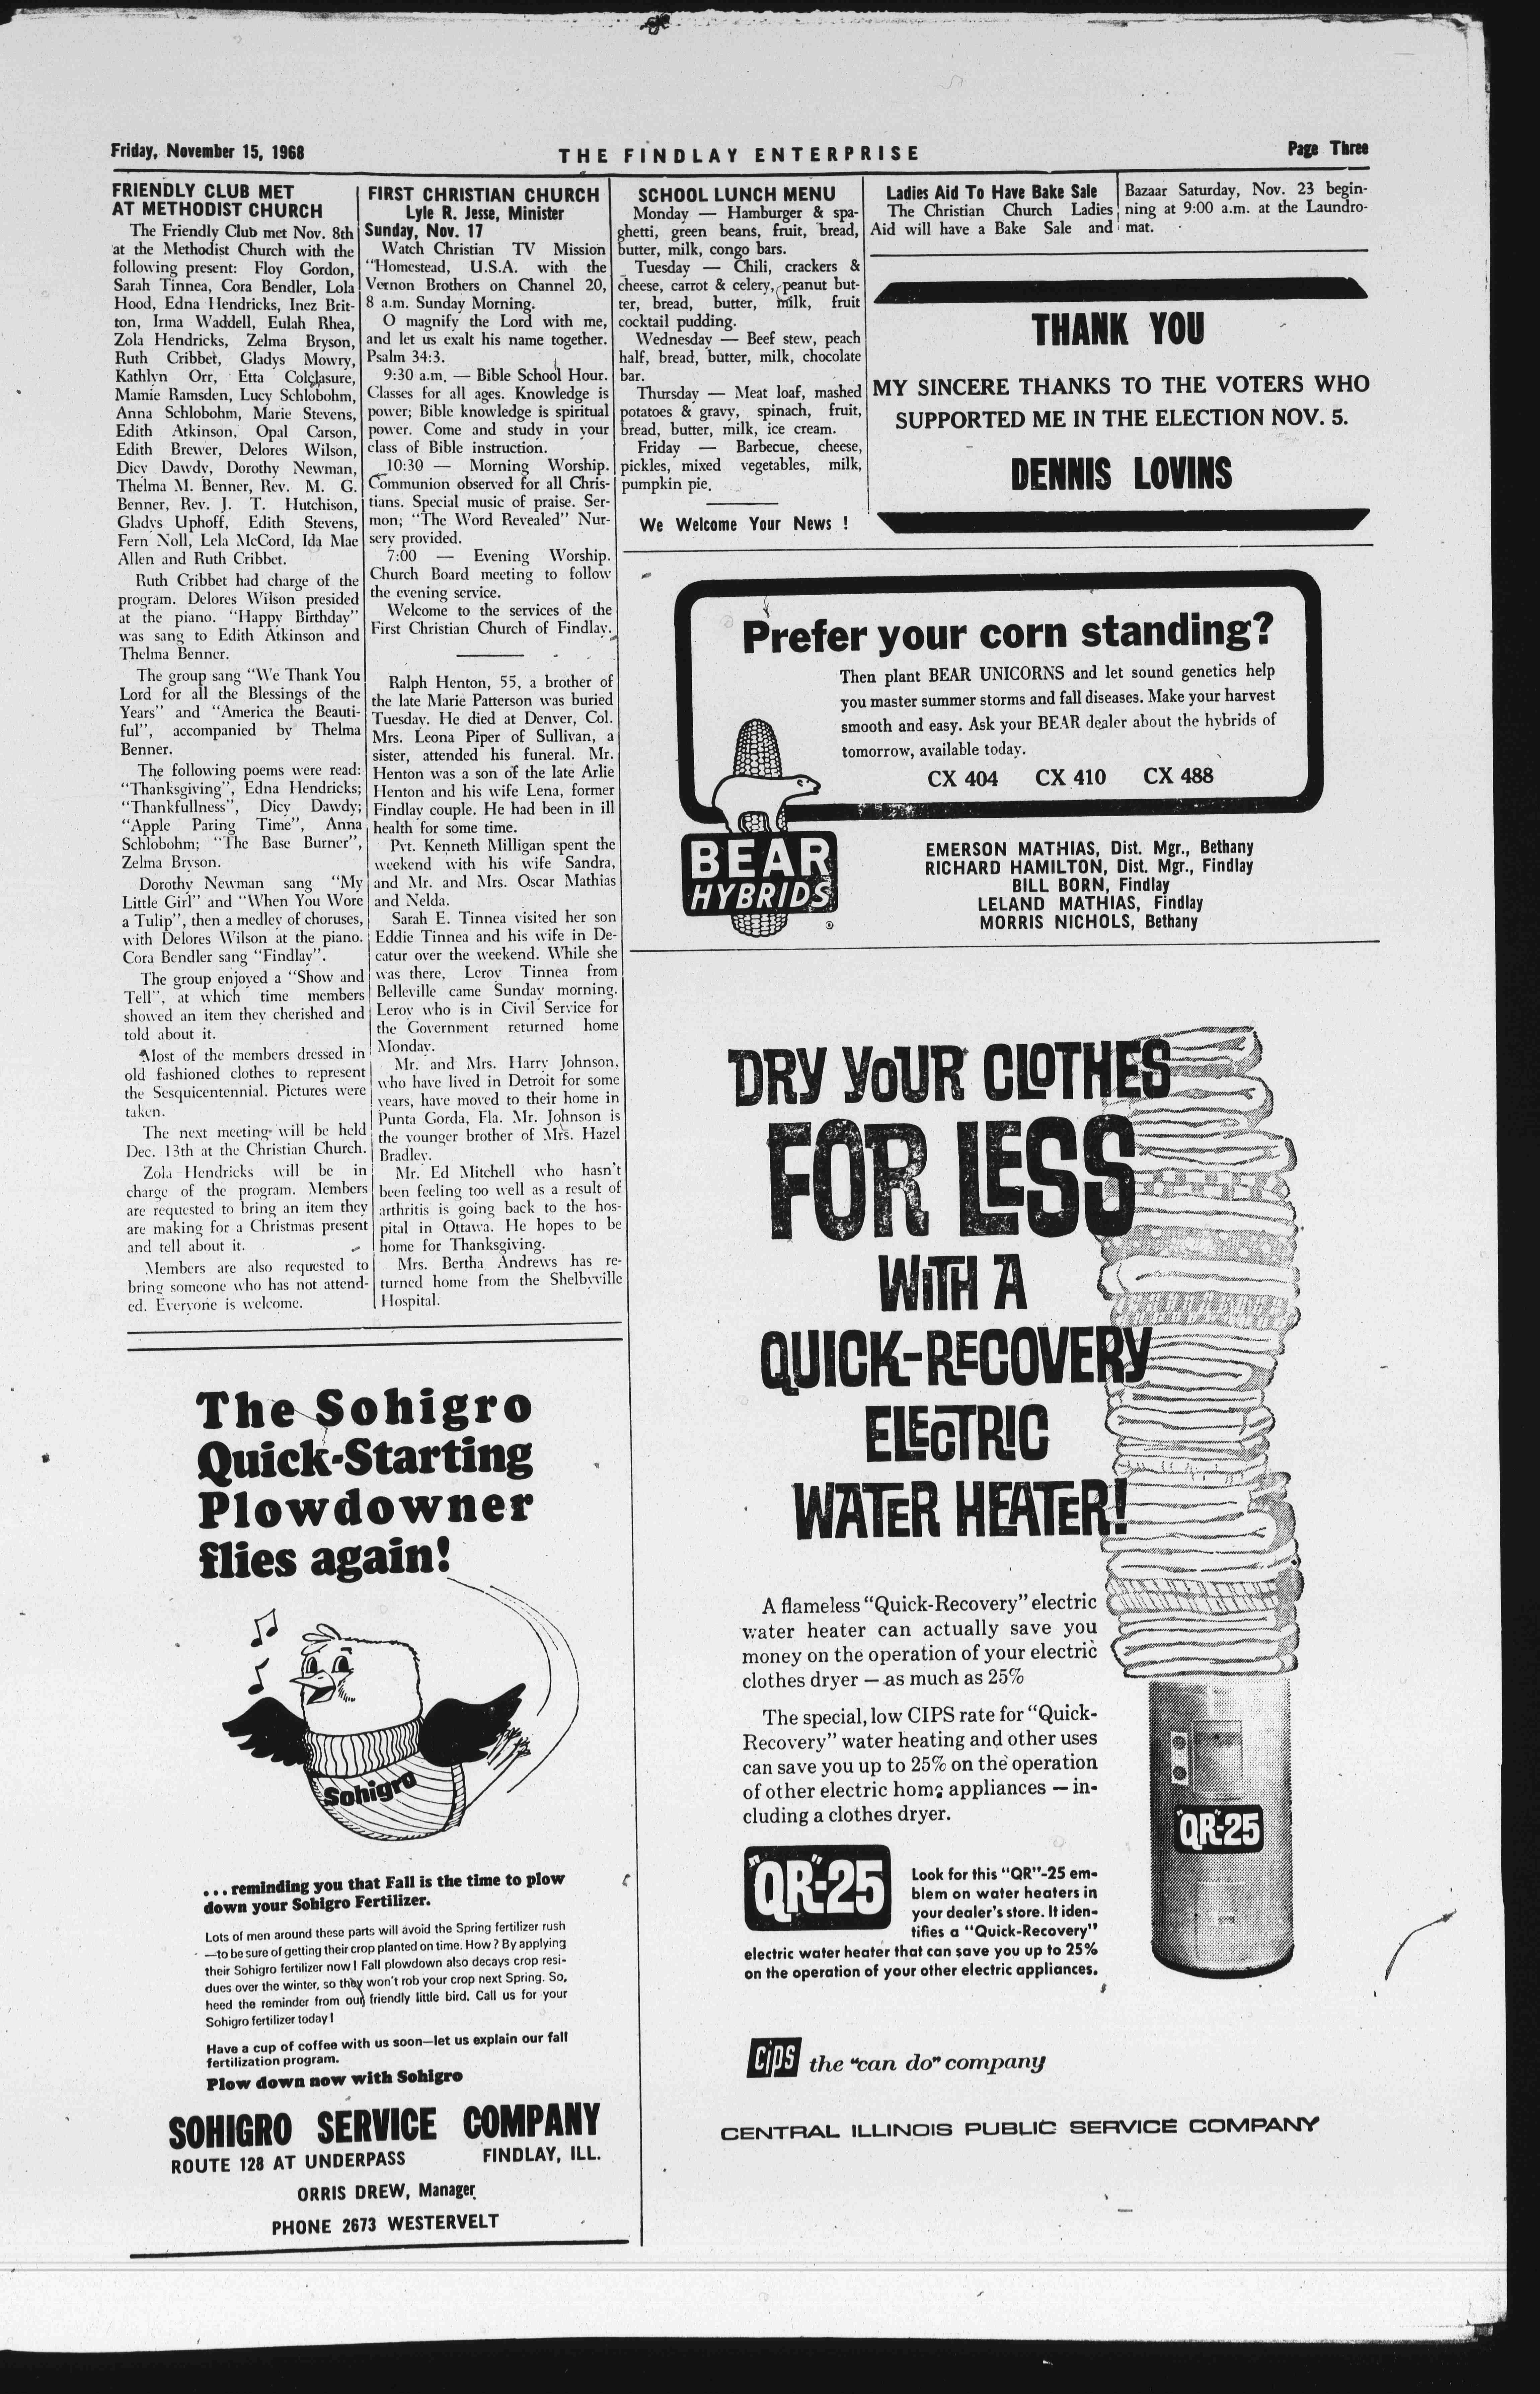 Friday, November 15, 1968
THE FINDLAY ENTERPRISE
Page Three
FRIENDLY CLUB MET
AT METHODIST CHURCH
The Friendly Club met Nov. 8th
at the Methodist Church with the
following present: Floy Gordon,
Sarah Tinnea, Cora Bendler, Lola
Hood, Edna Hendricks, Inez Brit-
ton, Irma Waddell, Eulah Rhea,
Zola Hendricks, Zelma Bryson,
Ruth Cribbet, Gladys Mowry,
Kathlyn Orr, Etta Colclasure,
Mamie Ramsden, Lucy Schlobohm,
Anna Schlobohm, Marie Stevens,
Edith Atkinson, Opal Carson,
Edith Brewer, Delores Wilson,
Dicy Dawdy, Dorothy Newman,
Thelma M. Benner, Rev. M. G.
Benner, Rev. J. T. Hutchison,
Gladys Uphoff, Edith Stevens,
Fern Noll, Lela McCord, Ida Mae
Allen and Ruth Cribbet.
Ruth Cribbet had charge of the
program. Delores Wilson presided
at the piano. "Happy Birthday"
was sang to Edith Atkinson and
Thelma Benner.
The group sang "We Thank You
Lord for all the Blessings of the
Years" and "America the Beauti-
ful", accompanied by Thelma
Benner.
The following poems were read:
"Thanksgiving", Edna Hendricks;
"Thankfullness", Dicy Dawdy;
"Apple Paring Time", Anna
Schlobohm; "The Base Burner",
Zelma Bryson.
Dorothy Newman sang "My
Little Girl" and "When You Wore
a Tulip", then a medley of choruses,
with Delores Wilson at the piano.
Cora Bendler sang "Findlay".
The group enjoyed a "Show and
Tell", at which time members
showed an item they cherished and
told about it.
Most of the members dressed in
old fashioned clothes to represent
the Sesquicentennial. Pictures were
taken.
The next meeting will be held
Dec. 13th at the Christian Church.
Zola Hendricks will be in
charge of the program. Members
are requested to bring an item they
are making for a Christmas present
and tell about it.
Members are also requested to
bring someone who has not attend-
ed. Everyone is welcome.
FIRST CHRISTIAN CHURCH
Lyle R. Jesse, Minister
Sunday, Nov. 17
Watch Christian TV Mission
"Homestead, U.S.A. with the
Vernon Brothers on Channel 20,
8 a.m. Sunday Morning.
O magnify the Lord with me,
and let us exalt his name together.
Psalm 34:3.
9:30 a.m. — Bible School Hour.
Classes for all ages. Knowledge is
power; Bible knowledge is spiritual
power. Come and study in your
class of Bible instruction.
10:30 — Morning Worship.
Communion observed for all Chris-
tians. Special music of praise. Ser-
mon; "The Word Revealed" Nur-
sery provided.
7:00 — Evening Worship.
Church Board meeting to follow
the evening service.
Welcome to the services of the
First Christian Church of Findlay.
Ralph Henton, 55, a brother of
the late Marie Patterson was buried
Tuesday. He died at Denver, Col.
Mrs. Leona Piper of Sullivan, a
sister, attended his funeral. Mr.
Henton was a son of the late Arlie
Henton and his wife Lena, former
Findlay couple. He had been in ill
health for some time.
Pvt. Kenneth Milligan spent the
weekend with his wife Sandra,
and Mr. and Mrs. Oscar Mathias
and Nelda.
Sarah E. Tinnea visited her son
Eddie Tinnea and his wife in De-
catur over the weekend. While she
was there, Leroy Tinnea from
Belleville came Sunday morning.
Leroy who is in Civil Service for
the Government returned home
Monday.
Mr. and Mrs. Harry Johnson,
who have lived in Detroit for some
years, have moved to their home in
Punta Gorda, Fla. Mr. Johnson is
the younger brother of Mrs. Hazel
Bradley.
Mr. Ed Mitchell who hasn't
been feeling too well as a result of
arthritis is going back to the hos-
pital in Ottawa. He hopes to be
home for Thanksgiving.
Mrs. Bertha Andrews has re-
turned home from the Shelbyville
Hospital.
SCHOOL LUNCH MENU
Monday — Hamburger & spa-
ghetti, green beans, fruit, bread,
butter, milk, congo bars.
Tuesday — Chili, crackers &
cheese, carrot & celery, peanut but-
ter, bread, butter, milk, fruit
cocktail pudding.
Wednesday — Beef stew, peach
half, bread, butter, milk, chocolate
bar.
Thursday — Meat loaf, mashed
potatoes & gravy, spinach, fruit,
bread, butter, milk, ice cream.
Friday — Barbecue, cheese,
pickles, mixed vegetables, milk,
pumpkin pie.
We Welcome Your News !
Ladies Aid To Have Bake Sale
The Christian Church Ladies
Aid will have a Bake Sale and
Bazaar Saturday, Nov. 23 begin-
ning at 9:00 a.m. at the Laundro-
mat.
THANK YOU
MY SINCERE THANKS TO THE VOTERS WHO
SUPPORTED ME IN THE ELECTION NOV. 5.
DENNIS LOVINS
Prefer your corn standing?
Then plant BEAR UNICORNS and let sound genetics help
you master summer storms and fall diseases. Make your harvest
smooth and easy. Ask your BEAR dealer about the hybrids of
tomorrow, available today.
CX 404 CX 410 CX 488
BEAR
HYBRIDS
®
EMERSON MATHIAS, Dist. Mgr., Bethany
RICHARD HAMILTON, Dist. Mgr., Findlay
BILL BORN, Findlay
LELAND MATHIAS, Findlay
MORRIS NICHOLS, Bethany
The Sohigro
Quick-Starting
Plowdowner
flies again!
Sohigro
...reminding you that Fall is the time to plow
down your Sohigro Fertilizer.
Lots of men around these parts will avoid the Spring fertilizer rush
—to be sure of getting their crop planted on time. How? By applying
their Sohigro fertilizer now! Fall plowdown also decays crop resi-
dues over the winter, so they won't rob your crop next Spring. So,
heed the reminder from our friendly little bird. Call us for your
Sohigro fertilizer today!
Have a cup of coffee with us soon—let us explain our fall
fertilization program.
Plow down now with Sohigro
SOHIGRO SERVICE COMPANY
ROUTE 128 AT UNDERPASS FINDLAY, ILL.
ORRIS DREW, Manager
PHONE 2673 WESTERVELT
DRY YOUR CLOTHES
FOR LESS
WITH A
QUICK-RECOVERY
ELECTRIC
WATER HEATER!
A flameless "Quick-Recovery" electric
water heater can actually save you
money on the operation of your electric
clothes dryer — as much as 25%
The special, low CIPS rate for "Quick-
Recovery" water heating and other uses
can save you up to 25% on the operation
of other electric home appliances — in-
cluding a clothes dryer.
"QR"-25
"QR"-25
Look for this "QR"-25 em-
blem on water heaters in
your dealer's store. It iden-
tifies a "Quick-Recovery"
electric water heater that can save you up to 25%
on the operation of your other electric appliances.
CIPS the "can do" company
CENTRAL ILLINOIS PUBLIC SERVICE COMPANY